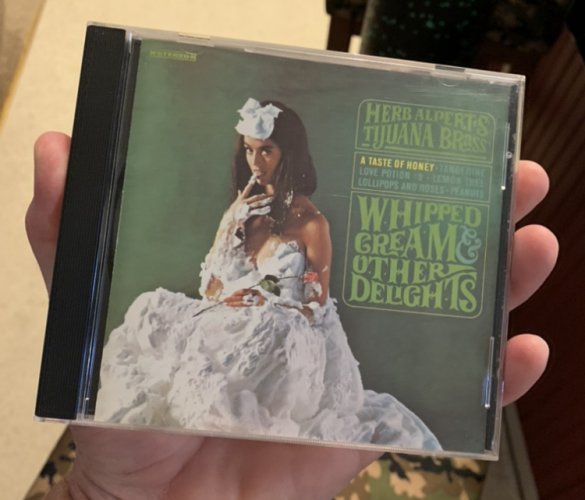 HERB ALPERT'S
TIJUANA BRASS
A TASTE OF HONEY · TANGERINE
LOVE POTION #9 · LEMON TREE
LOLLIPOPS AND ROSES · PEANUTS
WHIPPED
CREAM &
OTHER
DELIGHTS